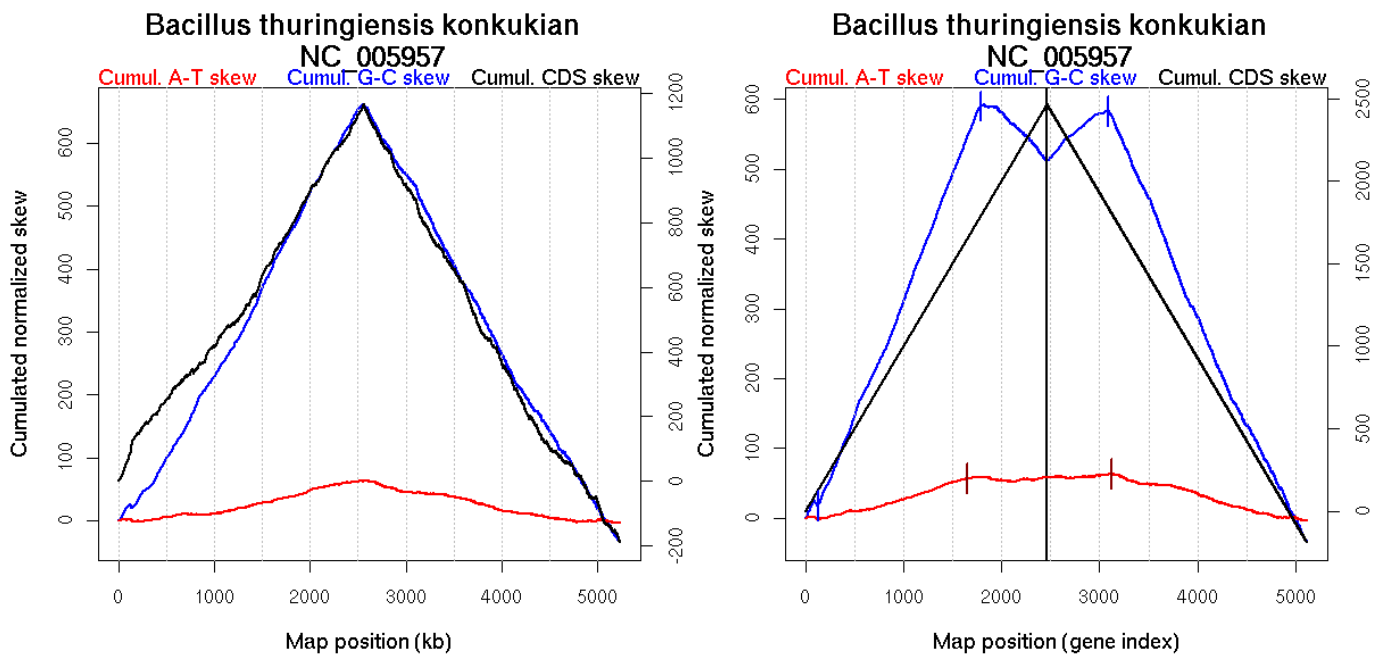 Bacillus thuringiensis konkukian
NC_005957
Cumul. A-T skew Cumul. G-C skew Cumul. CDS skew
Cumulated normalized skew
0 100 200 300 400 500 600
-200 0 200 400 600 800 1000 1200
0 1000 2000 3000 4000 5000
Map position (kb)
Bacillus thuringiensis konkukian
NC_005957
Cumul. A-T skew Cumul. G-C skew Cumul. CDS skew
Cumulated normalized skew
0 100 200 300 400 500 600
0 500 1000 1500 2000 2500
0 1000 2000 3000 4000 5000
Map position (gene index)